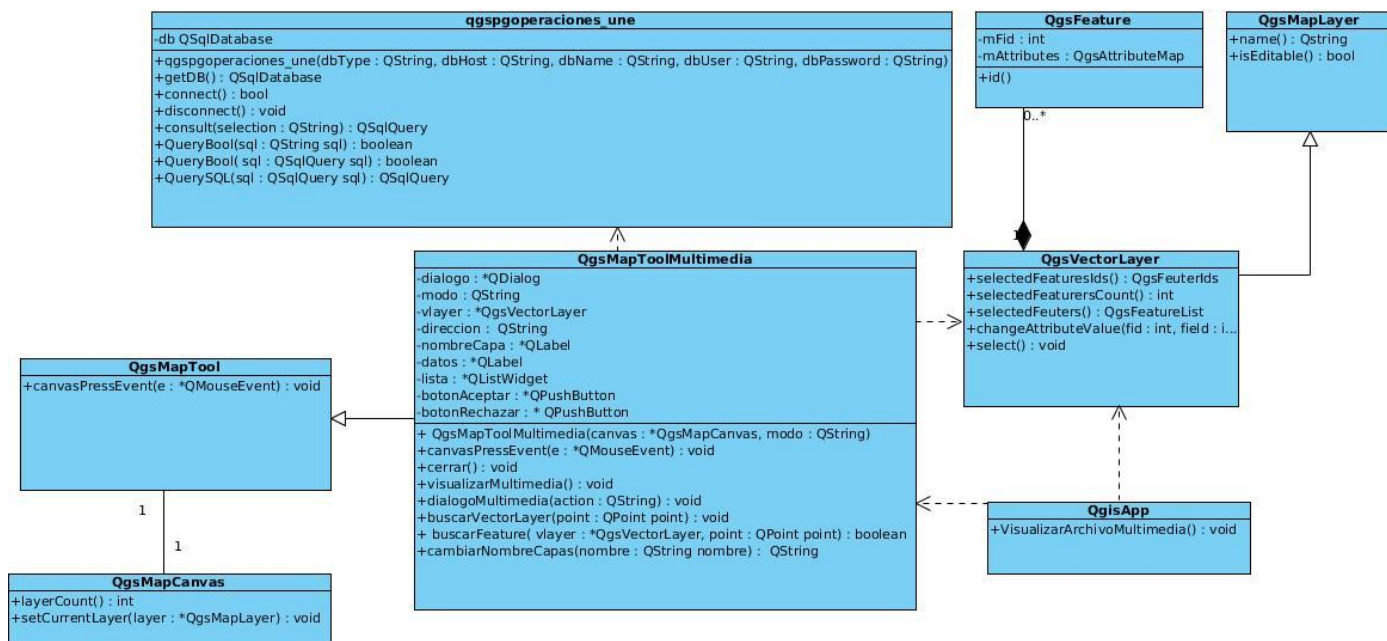 qgspgoperaciones_une
-db QSqlDatabase
+qgspgoperaciones_une(dbType : QString, dbHost : QString, dbName : QString, dbUser : QString, dbPassword : QString)
+getDB() : QSqlDatabase
+connect() : bool
+disconnect() : void
+consult(selection : QString) : QSqlQuery
+QueryBool(sql : QString sql) : boolean
+QueryBool( sql : QSqlQuery sql) : boolean
+QuerySQL(sql : QSqlQuery sql) : QSqlQuery
QgsFeature
-mFid : int
-mAttributes : QgsAttributeMap
+id()
0..*
QgsMapLayer
+name() : Qstring
+isEditable() : bool
QgsMapToolMultimedia
-dialogo : *QDialog
-modo : QString
-vlayer : *QgsVectorLayer
-direccion : QString
-nombreCapa : *QLabel
-datos : *QLabel
-lista : *QListWidget
-botonAceptar : *QPushButton
-botonRechazar : * QPushButton
+ QgsMapToolMultimedia(canvas : *QgsMapCanvas, modo : QString)
+canvasPressEvent(e : *QMouseEvent) : void
+cerrar() : void
+visualizarMultimedia() : void
+dialogoMultimedia(action : QString) : void
+buscarVectorLayer(point : QPoint point) : void
+ buscarFeature( vlayer : *QgsVectorLayer, point : QPoint point) : boolean
+cambiarNombreCapas(nombre : QString nombre) : QString
QgsVectorLayer
+selectedFeaturesIds() : QgsFeuterIds
+selectedFeaturersCount() : int
+selectedFeuters() : QgsFeatureList
+changeAttributeValue(fid : int, field : i...
+select() : void
QgsMapTool
+canvasPressEvent(e : *QMouseEvent) : void
1
1
QgsMapCanvas
+layerCount() : int
+setCurrentLayer(layer : *QgsMapLayer) : void
QgisApp
+VisualizarArchivoMultimedia() : void